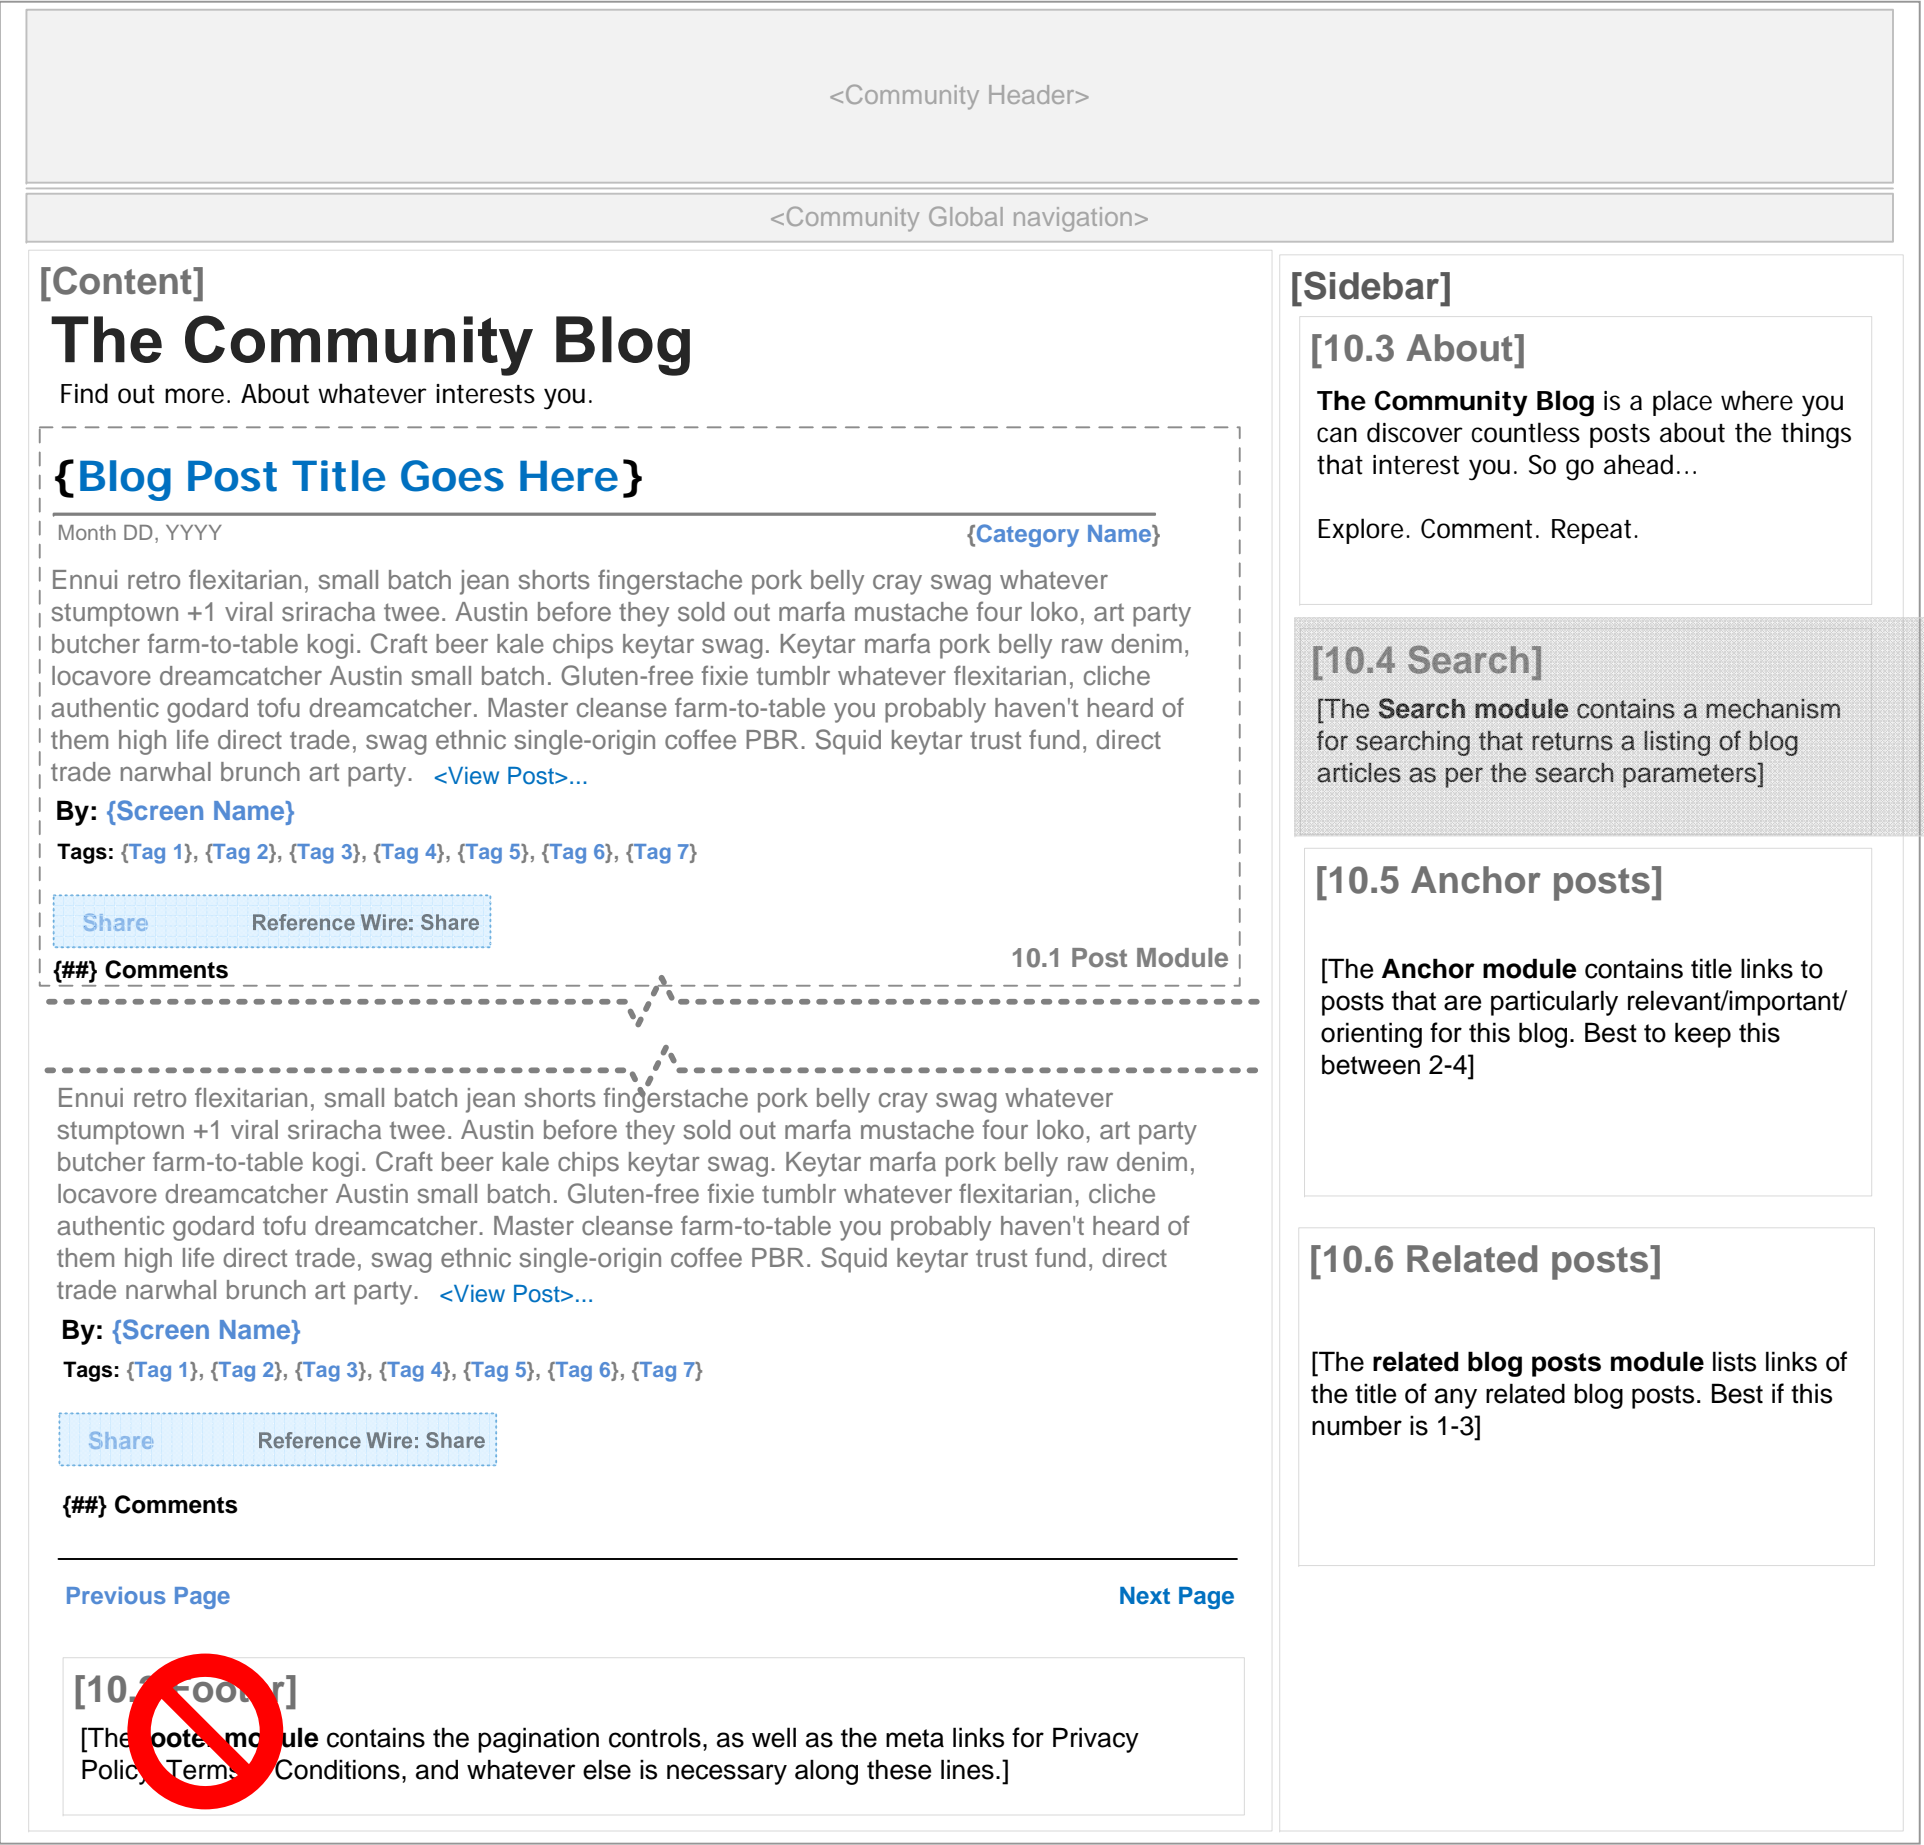 <Community Header>
<Community Global navigation>
[Content]
The Community Blog
Find out more. About whatever interests you.
{Blog Post Title Goes Here}
Month DD, YYYY
{Category Name}
Ennui retro flexitarian, small batch jean shorts fingerstache pork belly cray swag whatever
stumptown +1 viral sriracha twee. Austin before they sold out marfa mustache four loko, art party
butcher farm-to-table kogi. Craft beer kale chips keytar swag. Keytar marfa pork belly raw denim,
locavore dreamcatcher Austin small batch. Gluten-free fixie tumblr whatever flexitarian, cliche
authentic godard tofu dreamcatcher. Master cleanse farm-to-table you probably haven't heard of
them high life direct trade, swag ethnic single-origin coffee PBR. Squid keytar trust fund, direct
trade narwhal brunch art party. <View Post>...
By: {Screen Name}
Tags: {Tag 1}, {Tag 2}, {Tag 3}, {Tag 4}, {Tag 5}, {Tag 6}, {Tag 7}
Share Reference Wire: Share
{##} Comments
10.1 Post Module
Ennui retro flexitarian, small batch jean shorts fingerstache pork belly cray swag whatever
stumptown +1 viral sriracha twee. Austin before they sold out marfa mustache four loko, art party
butcher farm-to-table kogi. Craft beer kale chips keytar swag. Keytar marfa pork belly raw denim,
locavore dreamcatcher Austin small batch. Gluten-free fixie tumblr whatever flexitarian, cliche
authentic godard tofu dreamcatcher. Master cleanse farm-to-table you probably haven't heard of
them high life direct trade, swag ethnic single-origin coffee PBR. Squid keytar trust fund, direct
trade narwhal brunch art party. <View Post>...
By: {Screen Name}
Tags: {Tag 1}, {Tag 2}, {Tag 3}, {Tag 4}, {Tag 5}, {Tag 6}, {Tag 7}
Share Reference Wire: Share
{##} Comments
Previous Page
Next Page
[10.2 Footer]
[The footer module contains the pagination controls, as well as the meta links for Privacy
Policy, Terms Conditions, and whatever else is necessary along these lines.]
[Sidebar]
[10.3 About]
The Community Blog is a place where you
can discover countless posts about the things
that interest you. So go ahead...
Explore. Comment. Repeat.
[10.4 Search]
[The Search module contains a mechanism
for searching that returns a listing of blog
articles as per the search parameters]
[10.5 Anchor posts]
[The Anchor module contains title links to
posts that are particularly relevant/important/
orienting for this blog. Best to keep this
between 2-4]
[10.6 Related posts]
[The related blog posts module lists links of
the title of any related blog posts. Best if this
number is 1-3]